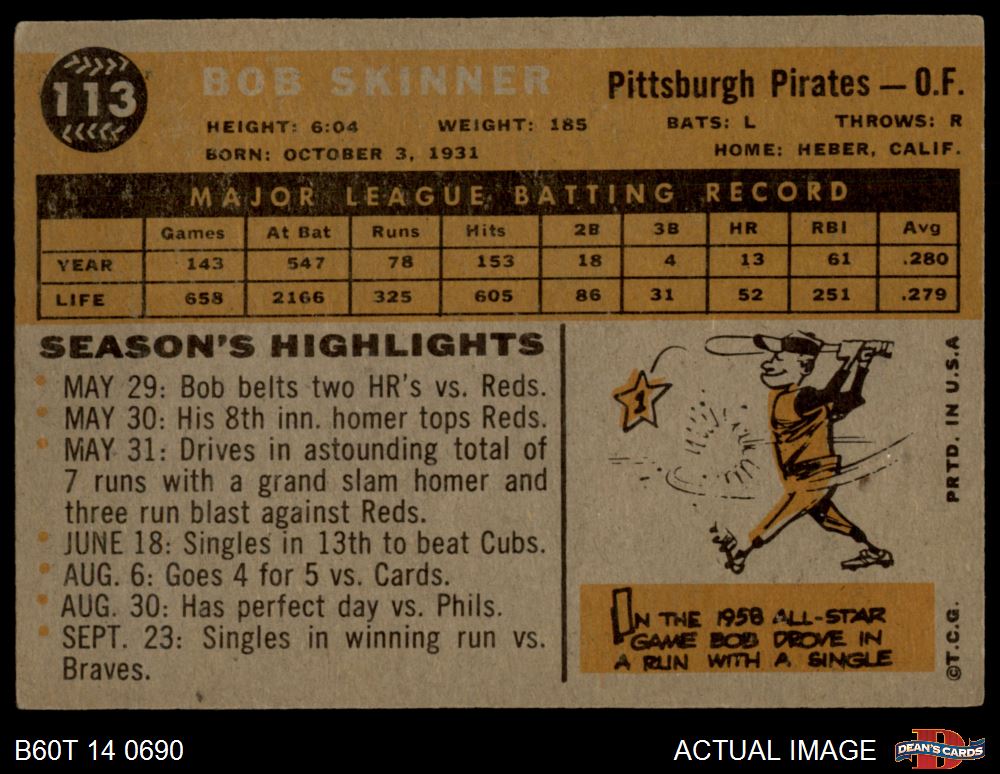 113
BOB SKINNER
Pittsburgh Pirates — O.F.
HEIGHT: 6:04 WEIGHT: 185 BATS: L THROWS: R
BORN: OCTOBER 3, 1931 HOME: HEBER, CALIF.
MAJOR LEAGUE BATTING RECORD
Games At Bat Runs Hits 2B 3B HR RBI Avg
YEAR 143 547 78 153 18 4 13 61 .280
LIFE 658 2166 325 605 86 31 52 251 .279
SEASON'S HIGHLIGHTS
MAY 29: Bob belts two HR's vs. Reds.
MAY 30: His 8th inn. homer tops Reds.
MAY 31: Drives in astounding total of
7 runs with a grand slam homer and
three run blast against Reds.
JUNE 18: Singles in 13th to beat Cubs.
AUG. 6: Goes 4 for 5 vs. Cards.
AUG. 30: Has perfect day vs. Phils.
SEPT. 23: Singles in winning run vs.
Braves.
1
IN THE 1958 ALL-STAR
GAME BOB DROVE IN
A RUN WITH A SINGLE
©T.C.G. PRTD. IN U.S.A
B60T 14 0690
ACTUAL IMAGE
D
DEAN'S CARDS